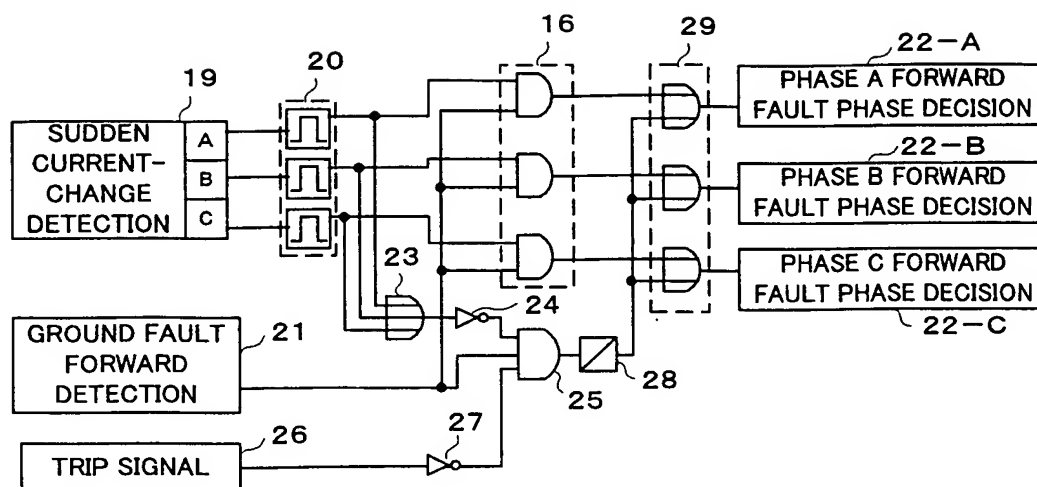 22-A
16
29
19
20
PHASE A FORWARD
FAULT PHASE DECISION
SUDDEN
CURRENT-
CHANGE
DETECTION
A
B
C
22-B
PHASE B FORWARD
FAULT PHASE DECISION
23
24
PHASE C FORWARD
FAULT PHASE DECISION
22-C
21
GROUND FAULT
FORWARD
DETECTION
25
28
26
27
TRIP SIGNAL